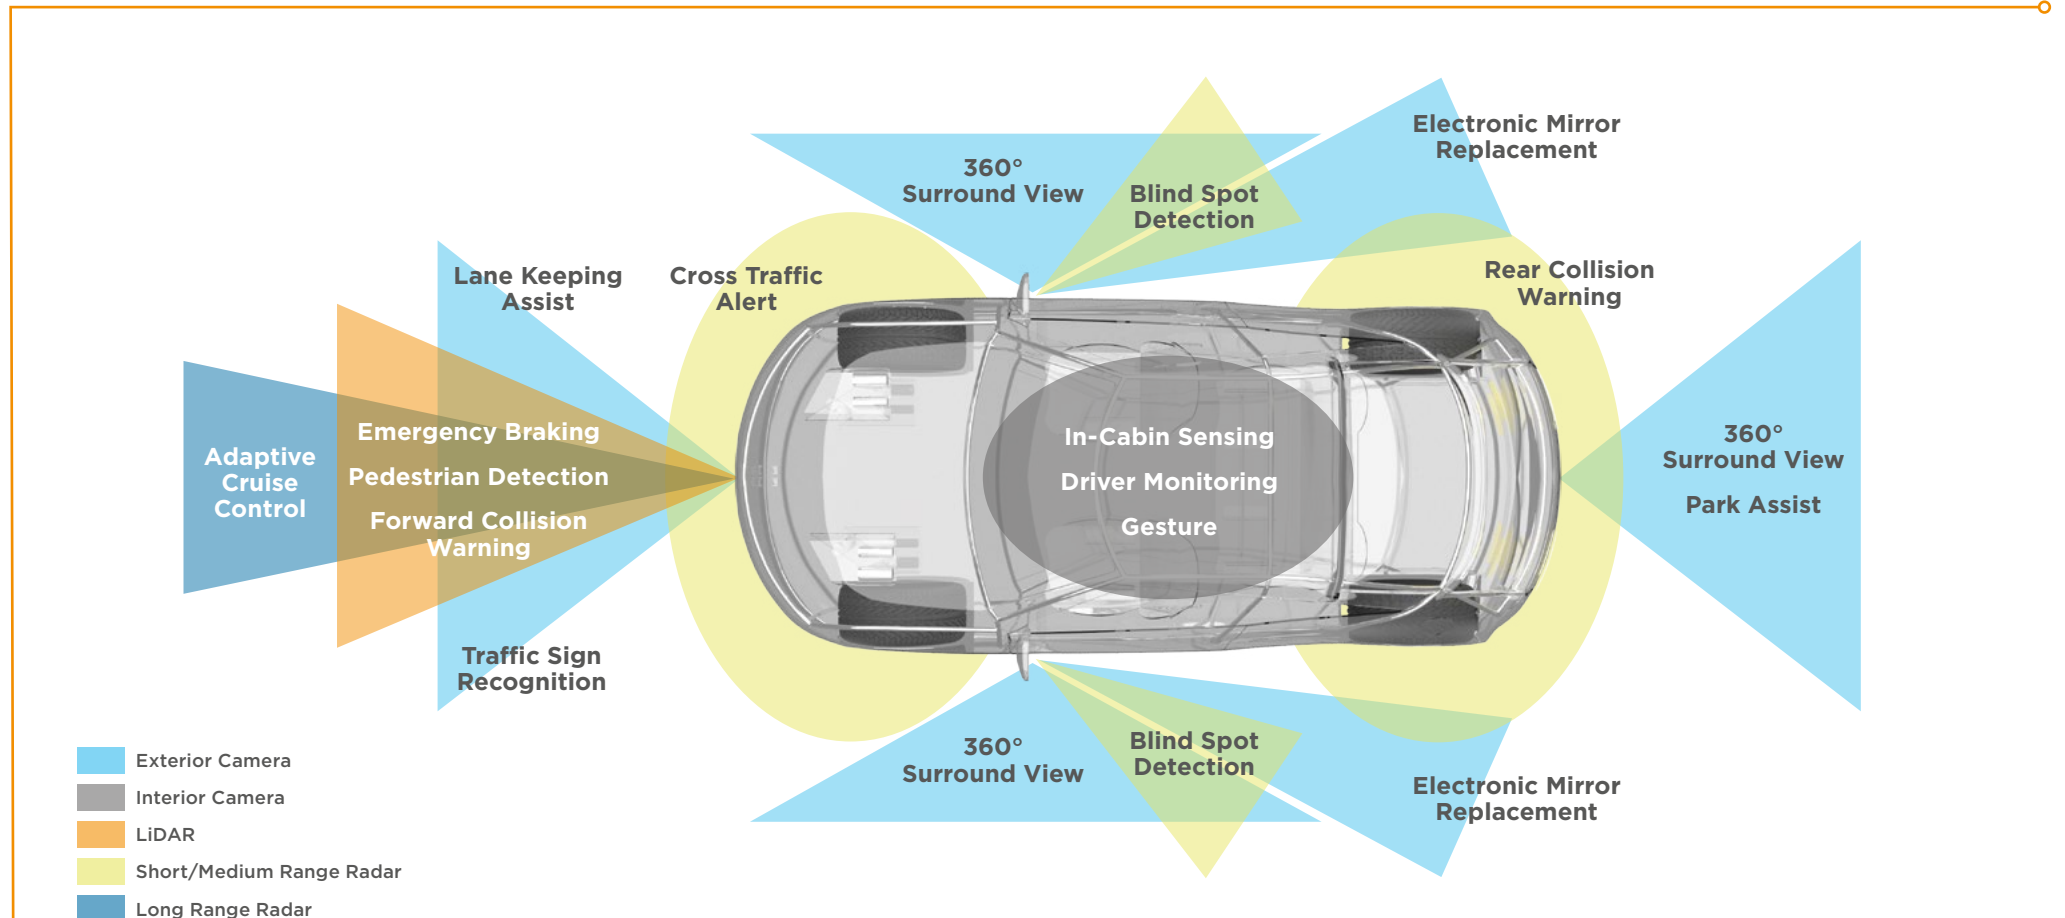 Electronic Mirror
Replacement
360°
Surround View
Blind Spot
Detection
Lane Keeping
Assist
Cross Traffic
Alert
Rear Collision
Warning
Adaptive
Cruise
Control
Emergency Braking
Pedestrian Detection
Forward Collision
Warning
In-Cabin Sensing
Driver Monitoring
Gesture
360°
Surround View
Park Assist
Traffic Sign
Recognition
360°
Surround View
Blind Spot
Detection
Electronic Mirror
Replacement
Exterior Camera
Interior Camera
LiDAR
Short/Medium Range Radar
Long Range Radar